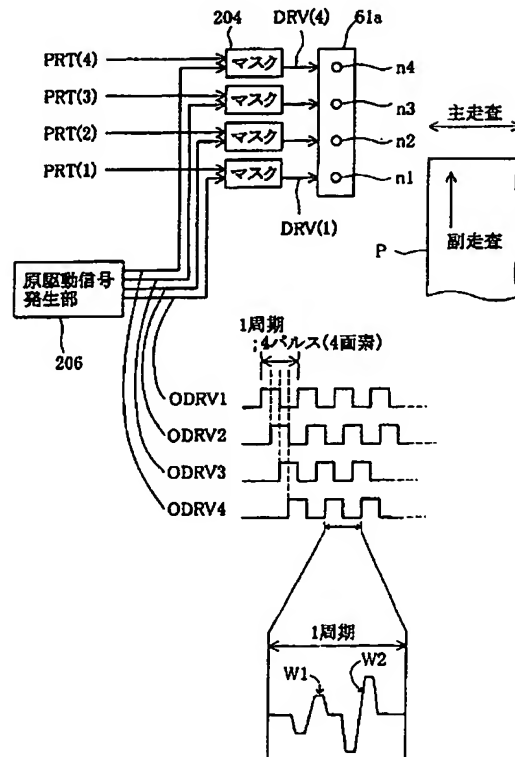 204
DRV(4)
61a
PRT(4)
マスク
n4
PRT(3)
マスク
n3
PRT(2)
マスク
n2
PRT(1)
マスク
n1
DRV(1)
主走査
P
副走査
原駆動信号
発生部
206
1周期
;4パルス(4画素)
ODRV1
ODRV2
ODRV3
ODRV4
1周期
W1
W2